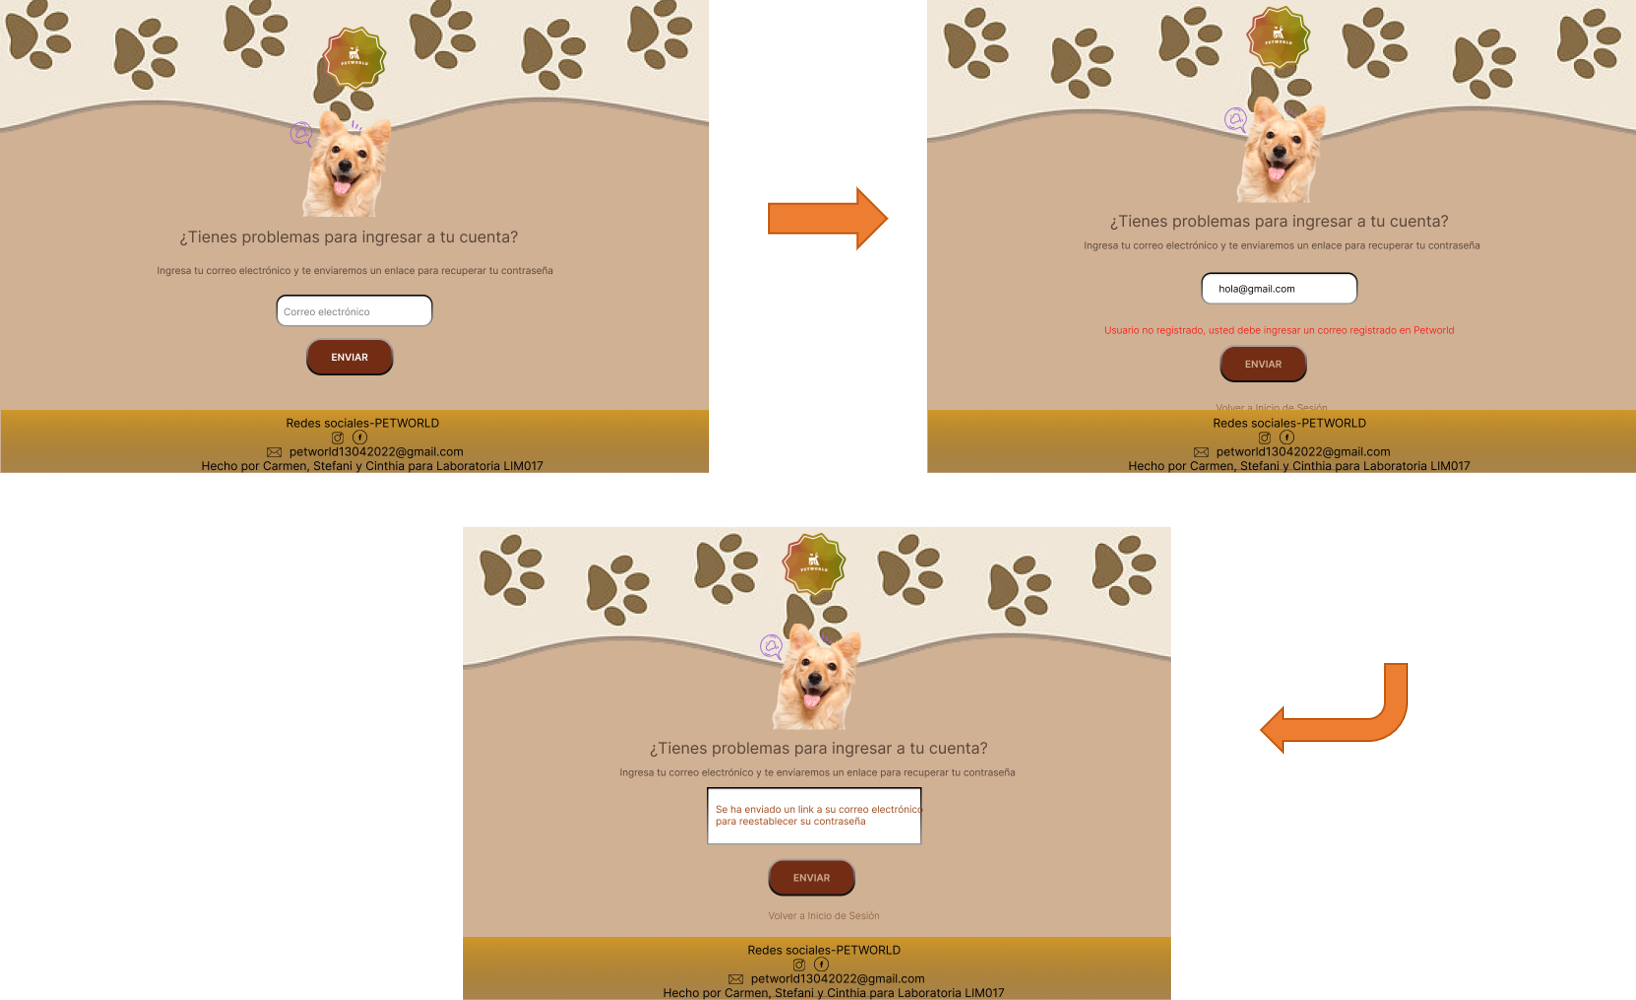 PETWORLD
¿Tienes problemas para ingresar a tu cuenta?
Ingresa tu correo electrónico y te enviaremos un enlace para recuperar tu contraseña
Correo electrónico
ENVIAR
Redes sociales-PETWORLD
petworld13042022@gmail.com
Hecho por Carmen, Stefani y Cinthia para Laboratoria LIM017
PETWORLD
¿Tienes problemas para ingresar a tu cuenta?
Ingresa tu correo electrónico y te enviaremos un enlace para recuperar tu contraseña
hola@gmail.com
Usuario no registrado, usted debe ingresar un correo registrado en Petworld
ENVIAR
Volver a Inicio de Sesión
Redes sociales-PETWORLD
petworld13042022@gmail.com
Hecho por Carmen, Stefani y Cinthia para Laboratoria LIM017
PETWORLD
¿Tienes problemas para ingresar a tu cuenta?
Ingresa tu correo electrónico y te enviaremos un enlace para recuperar tu contraseña
Se ha enviado un link a su correo electrónico
para reestablecer su contraseña
ENVIAR
Volver a Inicio de Sesión
Redes sociales-PETWORLD
petworld13042022@gmail.com
Hecho por Carmen, Stefani y Cinthia para Laboratoria LIM017